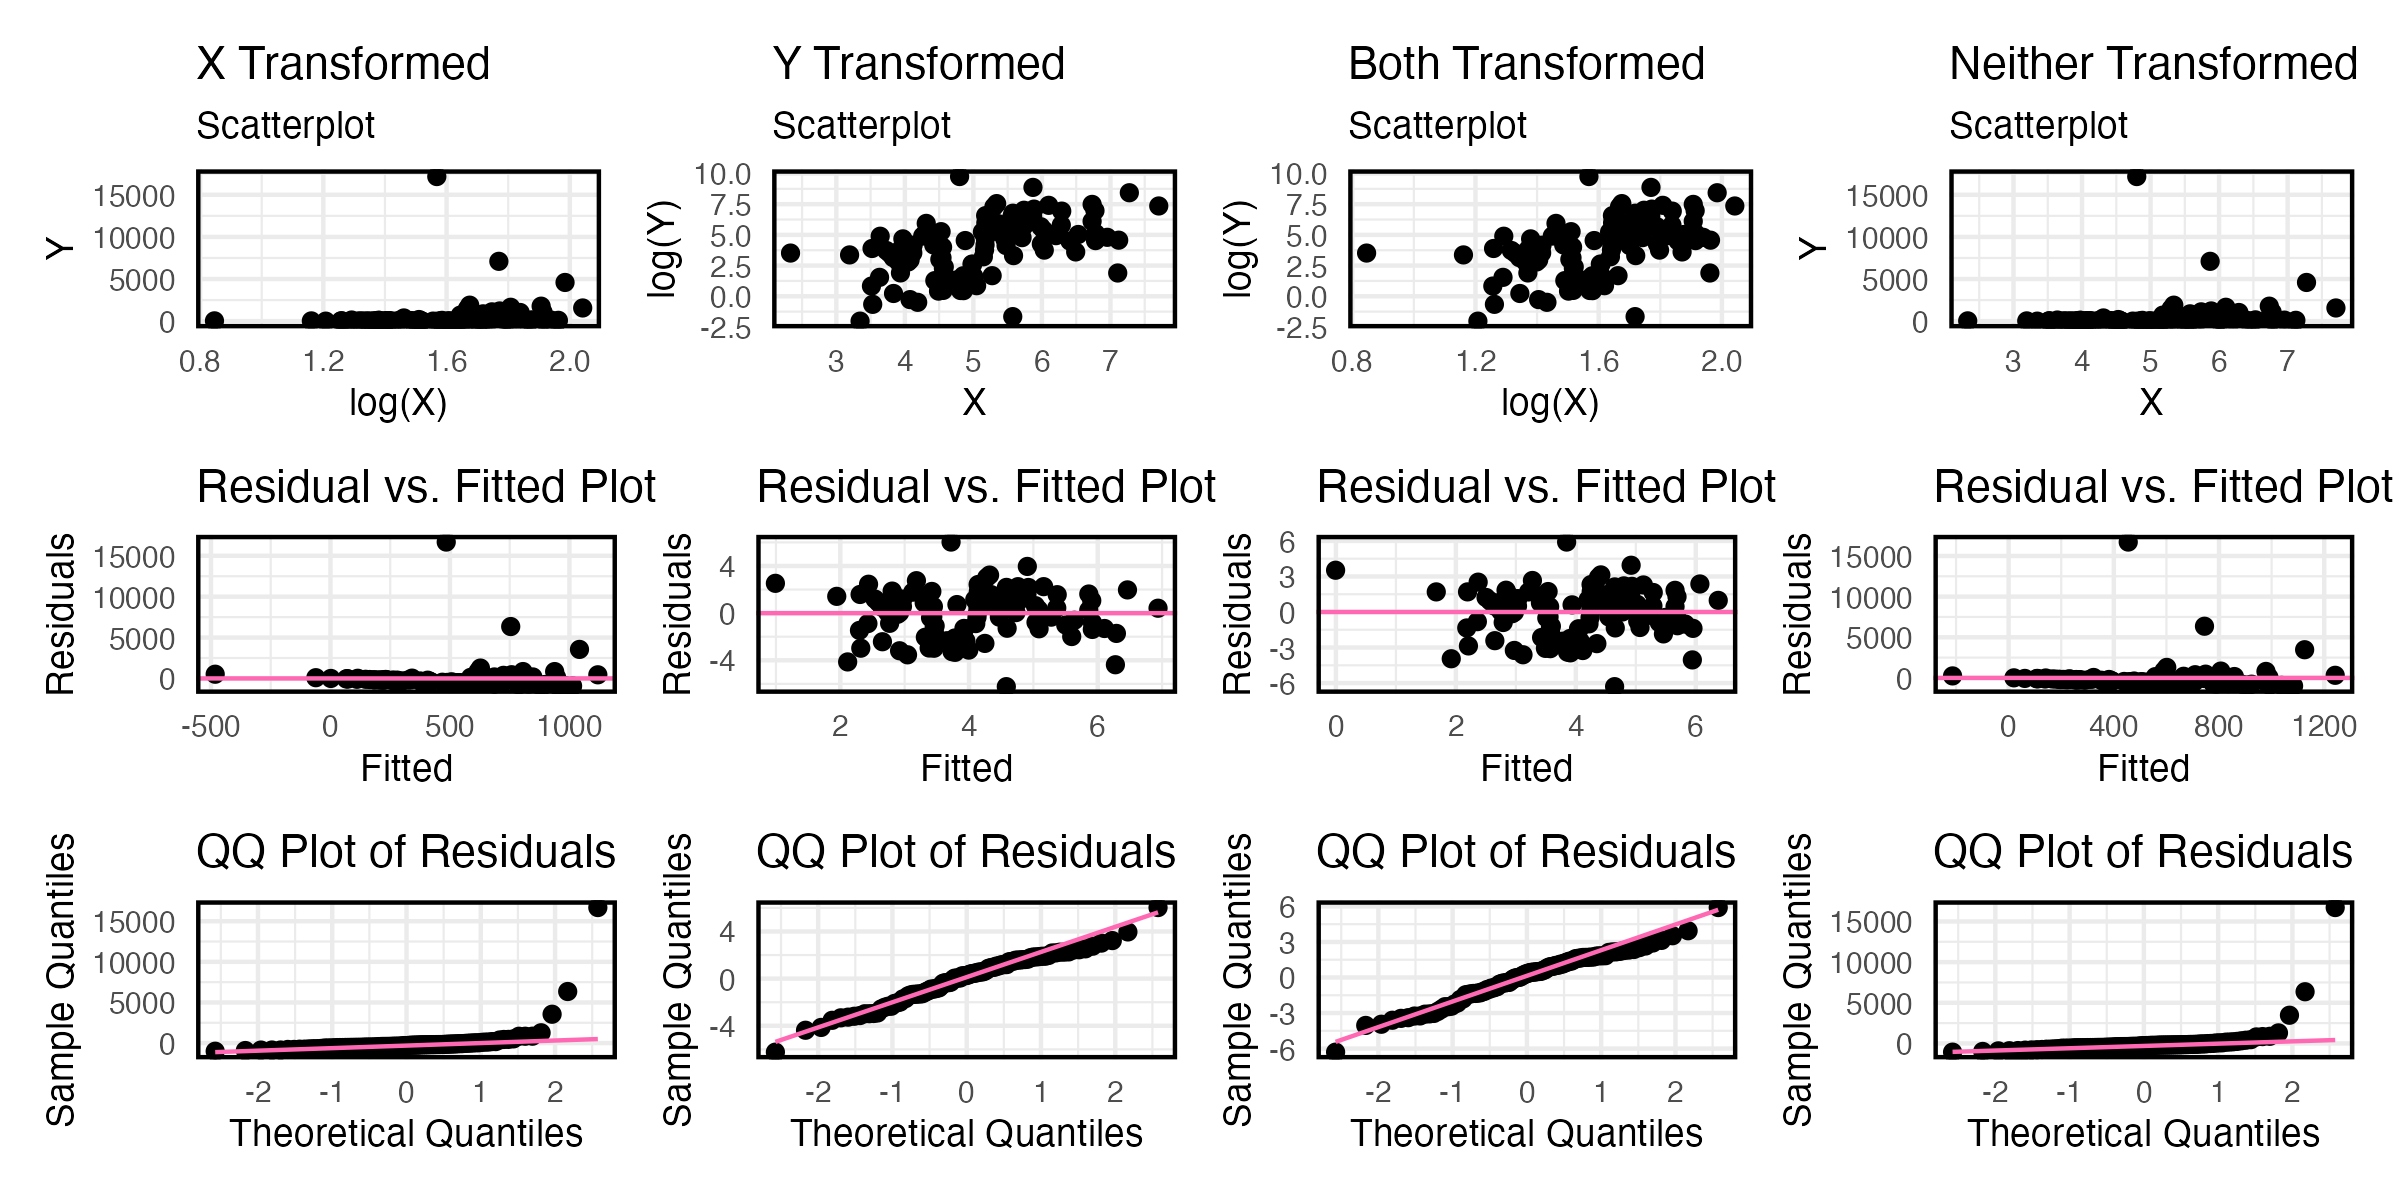 X Transformed
Scatterplot
Y
15000
10000
5000
0
0.8 1.2 1.6 2.0
log(X)
Y Transformed
Scatterplot
log(Y)
10.0
7.5
5.0
2.5
0.0
-2.5
3 4 5 6 7
X
Both Transformed
Scatterplot
log(Y)
10.0
7.5
5.0
2.5
0.0
-2.5
0.8 1.2 1.6 2.0
log(X)
Neither Transformed
Scatterplot
Y
15000
10000
5000
0
3 4 5 6 7
X
Residual vs. Fitted Plot
Residuals
15000
10000
5000
0
-500 0 500 1000
Fitted
Residual vs. Fitted Plot
Residuals
4
0
-4
2 4 6
Fitted
Residual vs. Fitted Plot
Residuals
6
3
0
-3
-6
0 2 4 6
Fitted
Residual vs. Fitted Plot
Residuals
15000
10000
5000
0
0 400 800 1200
Fitted
QQ Plot of Residuals
Sample Quantiles
15000
10000
5000
0
-2 -1 0 1 2
Theoretical Quantiles
QQ Plot of Residuals
Sample Quantiles
4
0
-4
-2 -1 0 1 2
Theoretical Quantiles
QQ Plot of Residuals
Sample Quantiles
6
3
0
-3
-6
-2 -1 0 1 2
Theoretical Quantiles
QQ Plot of Residuals
Sample Quantiles
15000
10000
5000
0
-2 -1 0 1 2
Theoretical Quantiles